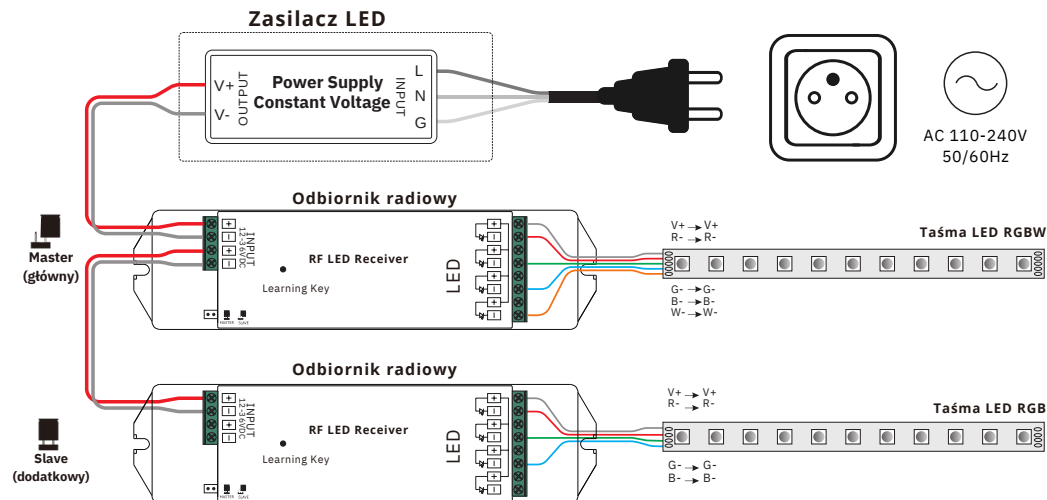 Zasilacz LED
V+
V-
OUTPUT
Power Supply
Constant Voltage
INPUT
L
N
G
AC 110-240V
50/60Hz
Odbiornik radiowy
Master
(główny)
+
-
+
-
INPUT
12-36VDC
RF LED Receiver
Learning Key
MASTER
SLAVE
LED
+
-
+
-
+
-
+
-
V+ → V+
R- → R-
G- → G-
B- → B-
W- → W-
Taśma LED RGBW
Odbiornik radiowy
Slave
(dodatkowy)
+
-
+
-
INPUT
12-36VDC
RF LED Receiver
Learning Key
MASTER
SLAVE
LED
+
-
+
-
+
-
+
-
V+ → V+
R- → R-
G- → G-
B- → B-
Taśma LED RGB